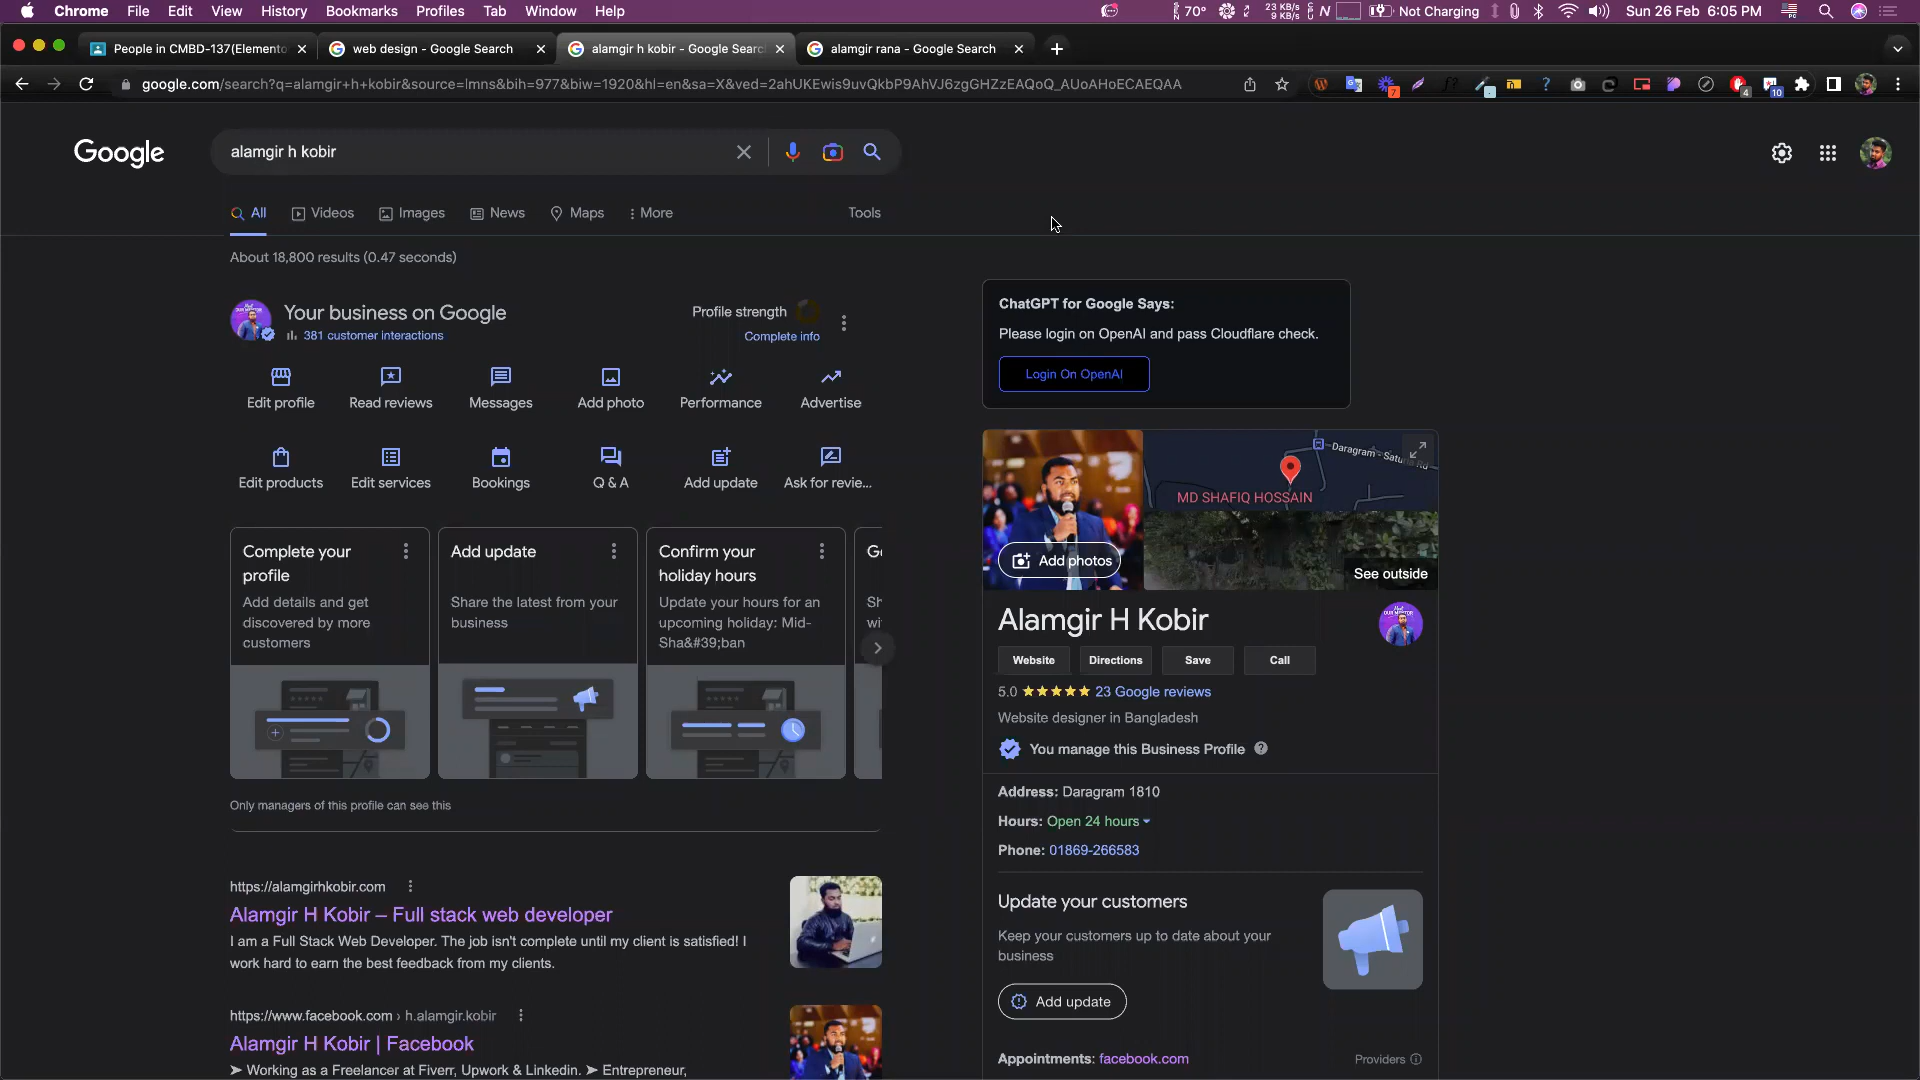 Chrome File Edit View History Bookmarks Profiles Tab Window Help
70° 23 KB/s 9 KB/s Not Charging Sun 26 Feb 6:05 PM
People in CMBD-137(Elemento
web design - Google Search
alamgir h kobir - Google Searc
alamgir rana - Google Search
google.com/search?q=alamgir+h+kobir&source=lmns&bih=977&biw=1920&hl=en&sa=X&ved=2ahUKEwis9uvQkbP9AhVJ6zgGHZzEAQoQ_AUoAHoECAEQAA
7
4
10
Google
alamgir h kobir
All Videos Images News Maps More Tools
About 18,800 results (0.47 seconds)
Your business on Google
381 customer interactions
Profile strength
Complete info
Edit profile Read reviews Messages Add photo Performance Advertise
Edit products Edit services Bookings Q & A Add update Ask for revie...
Complete your
profile
Add details and get
discovered by more
customers
Add update
Share the latest from your
business
Confirm your
holiday hours
Update your hours for an
upcoming holiday: Mid-
Sha&#39;ban
Only managers of this profile can see this
https://alamgirhkobir.com
Alamgir H Kobir – Full stack web developer
I am a Full Stack Web Developer. The job isn't complete until my client is satisfied! I
work hard to earn the best feedback from my clients.
https://www.facebook.com › h.alamgir.kobir
Alamgir H Kobir | Facebook
➤ Working as a Freelancer at Fiverr, Upwork & Linkedin. ➤ Entrepreneur,
ChatGPT for Google Says:
Please login on OpenAI and pass Cloudflare check.
Login On OpenAI
MD SHAFIQ HOSSAIN
Add photos
See outside
Alamgir H Kobir
Website Directions Save Call
5.0 ★★★★★ 23 Google reviews
Website designer in Bangladesh
You manage this Business Profile
Address: Daragram 1810
Hours: Open 24 hours
Phone: 01869-266583
Update your customers
Keep your customers up to date about your
business
Add update
Appointments: facebook.com
Providers